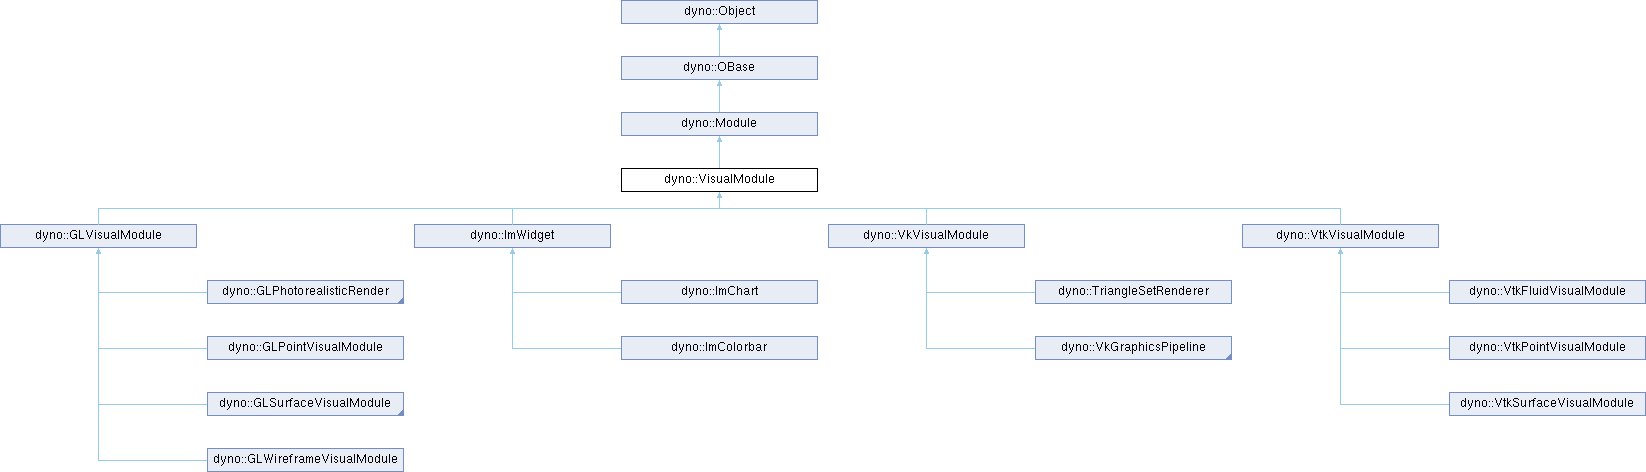 dyno::Object
dyno::OBase
dyno::Module
dyno::VisualModule
dyno::GLVisualModule
dyno::ImWidget
dyno::VkVisualModule
dyno::VtkVisualModule
dyno::GLPhotorealisticRender
dyno::ImChart
dyno::TriangleSetRenderer
dyno::VtkFluidVisualModule
dyno::GLPointVisualModule
dyno::ImColorbar
dyno::VkGraphicsPipeline
dyno::VtkPointVisualModule
dyno::GLSurfaceVisualModule
dyno::VtkSurfaceVisualModule
dyno::GLWireframeVisualModule